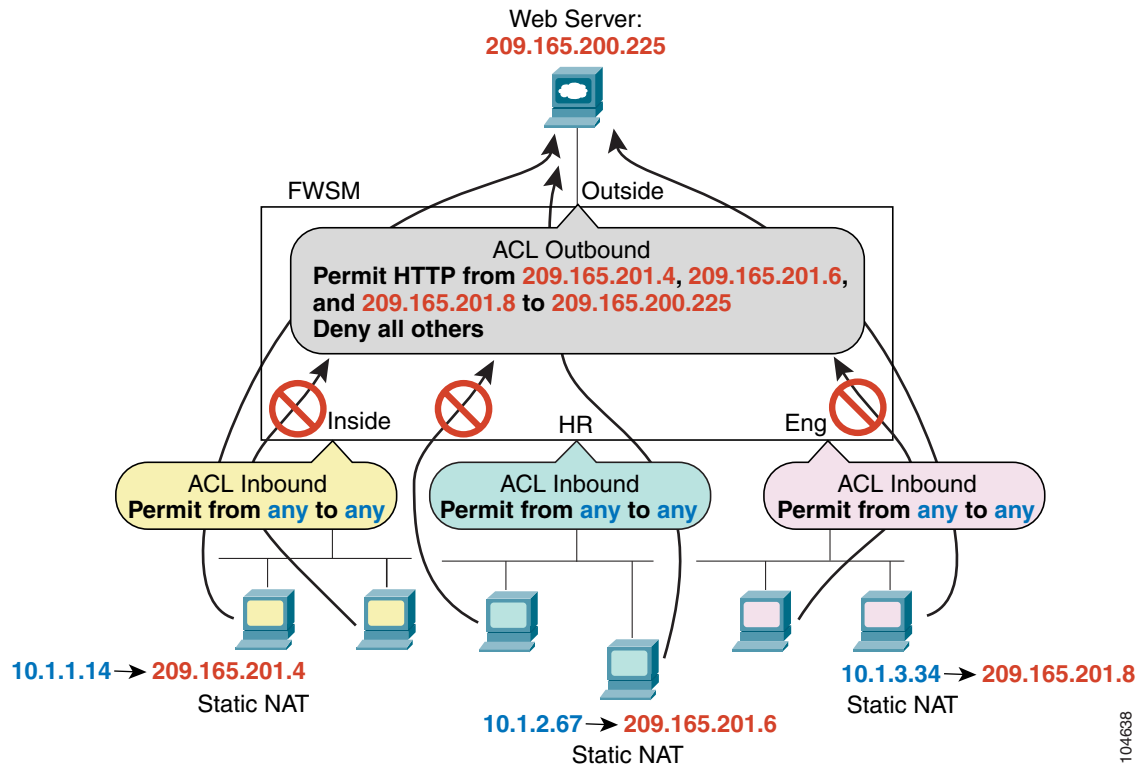 Web Server:
209.165.200.225
FWSM
Outside
ACL Outbound
Permit HTTP from 209.165.201.4, 209.165.201.6,
and 209.165.201.8 to 209.165.200.225
Deny all others
Inside
HR
Eng
ACL Inbound
Permit from any to any
ACL Inbound
Permit from any to any
ACL Inbound
Permit from any to any
10.1.1.14 209.165.201.4
Static NAT
10.1.2.67 209.165.201.6
Static NAT
10.1.3.34 209.165.201.8
Static NAT
104638